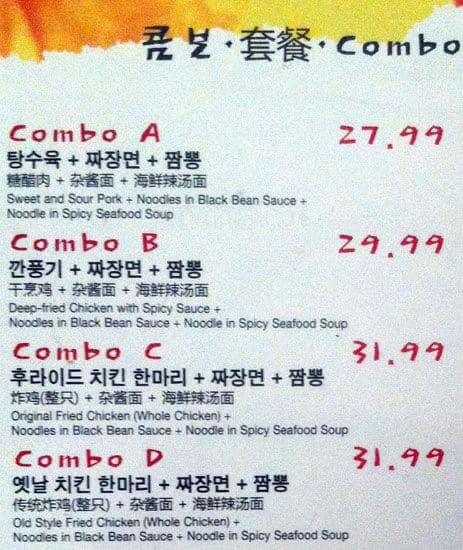 콤보·套餐·Combo
Combo A 27.99
탕수육 + 짜장면 + 짬뽕
糖醋肉 + 杂酱面 + 海鲜辣汤面
Sweet and Sour Pork + Noodles in Black Bean Sauce +
Noodle in Spicy Seafood Soup
Combo B 29.99
깐풍기 + 짜장면 + 짬뽕
干烹鸡 + 杂酱面 + 海鲜辣汤面
Deep-fried Chicken with Spicy Sauce +
Noodles in Black Bean Sauce + Noodle in Spicy Seafood Soup
Combo C 31.99
후라이드 치킨 한마리 + 짜장면 + 짬뽕
炸鸡(整只) + 杂酱面 + 海鲜辣汤面
Original Fried Chicken (Whole Chicken) +
Noodles in Black Bean Sauce + Noodle in Spicy Seafood Soup
Combo D 31.99
옛날 치킨 한마리 + 짜장면 + 짬뽕
传统炸鸡(整只) + 杂酱面 + 海鲜辣汤面
Old Style Fried Chicken (Whole Chicken) +
Noodles in Black Bean Sauce + Noodle in Spicy Seafood Soup